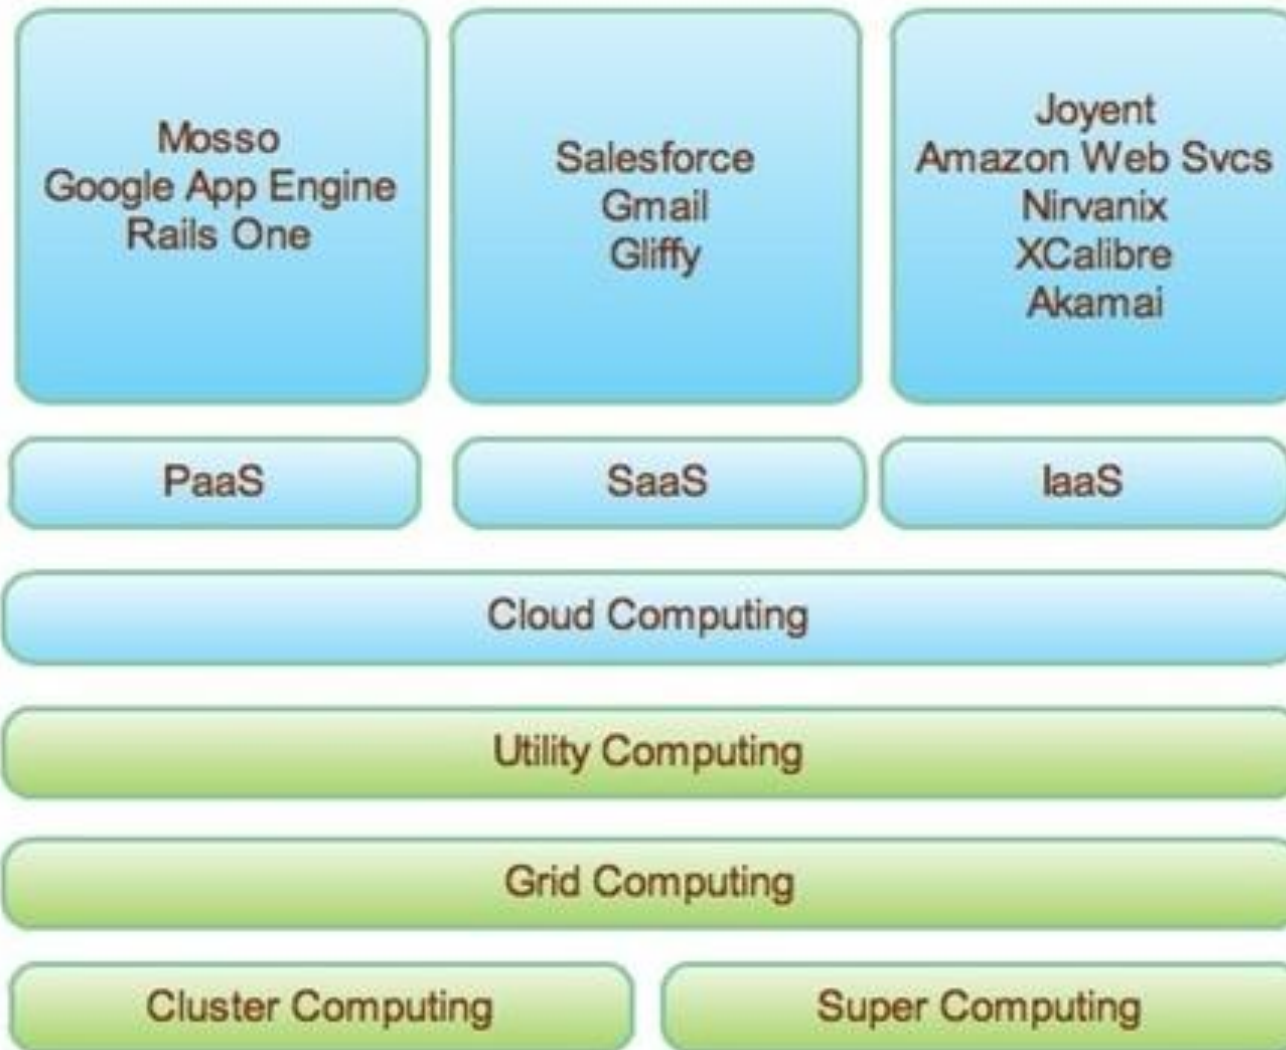 Mosso
Google App Engine
Rails One
Salesforce
Gmail
Gliffy
Joyent
Amazon Web Svcs
Nirvanix
XCalibre
Akamai
PaaS
SaaS
IaaS
Cloud Computing
Utility Computing
Grid Computing
Cluster Computing
Super Computing